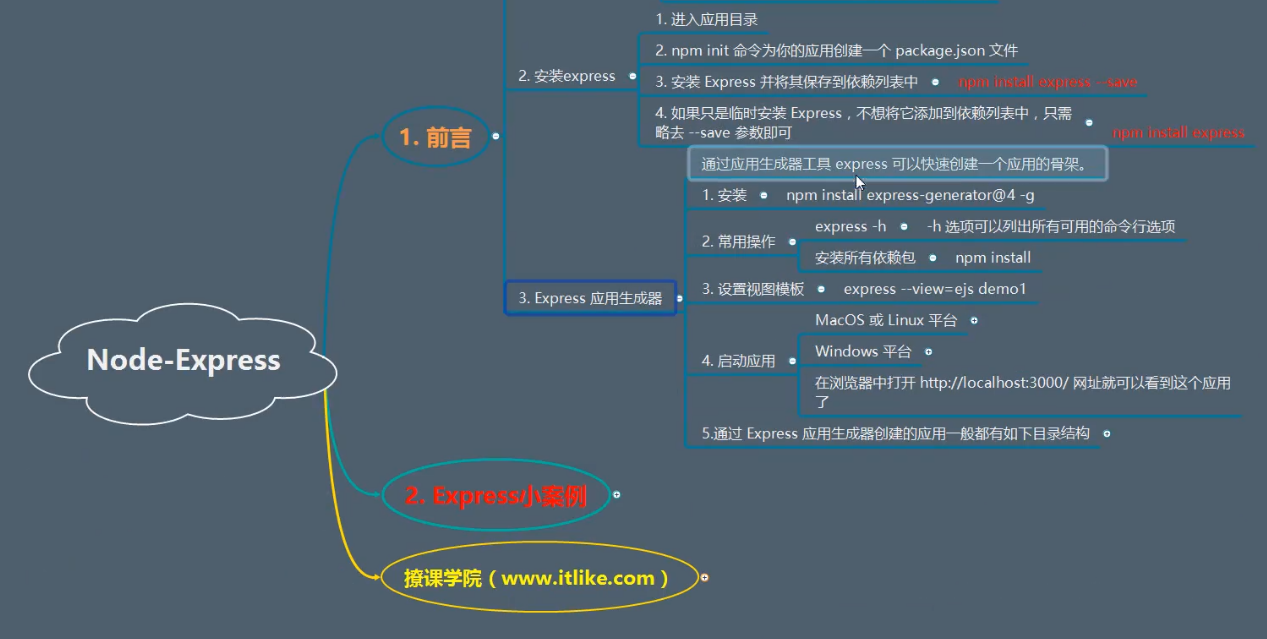 1. 进入应用目录
2. npm init 命令为你的应用创建一个 package.json 文件
2. 安装express
3. 安装 Express 并将其保存到依赖列表中
npm install express --save
4. 如果只是临时安装 Express，不想将它添加到依赖列表中，只需
略去 --save 参数即可
npm install express
1. 前言
通过应用生成器工具 express 可以快速创建一个应用的骨架。
1. 安装
npm install express-generator@4 -g
2. 常用操作
express -h
-h 选项可以列出所有可用的命令行选项
安装所有依赖包
npm install
3. Express 应用生成器
3. 设置视图模板
express --view=ejs demo1
4. 启动应用
MacOS 或 Linux 平台
Windows 平台
在浏览器中打开 http://localhost:3000/ 网址就可以看到这个应用
了
5.通过 Express 应用生成器创建的应用一般都有如下目录结构
Node-Express
2. Express小案例
撩课学院（www.itlike.com）